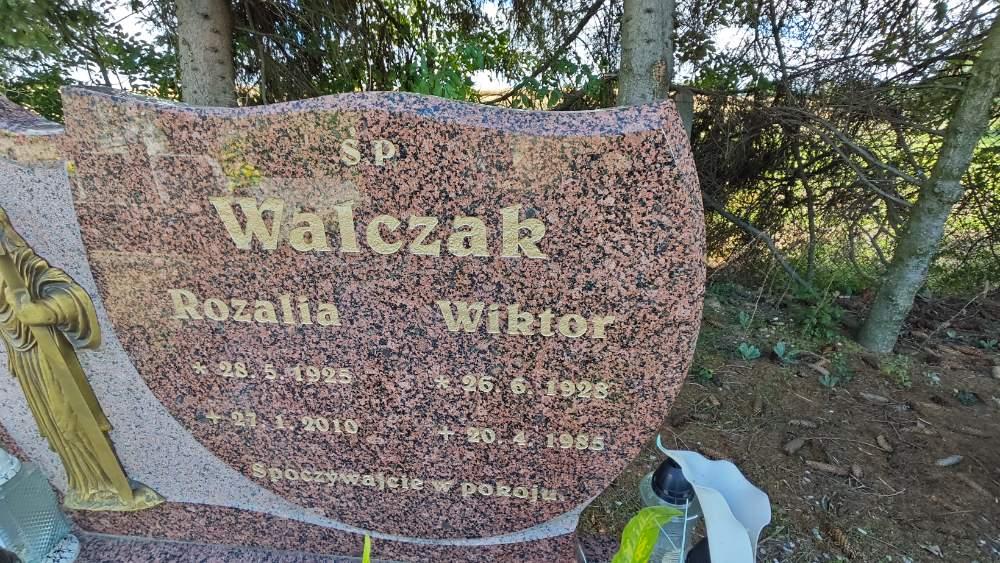 Ś.P.
Walczak
Rozalia Wiktor
* 28. 5. 1925 * 26. 6. 1928
+ 27. 1. 2010 + 20. 4. 1985
Spoczywajcie w pokoju.